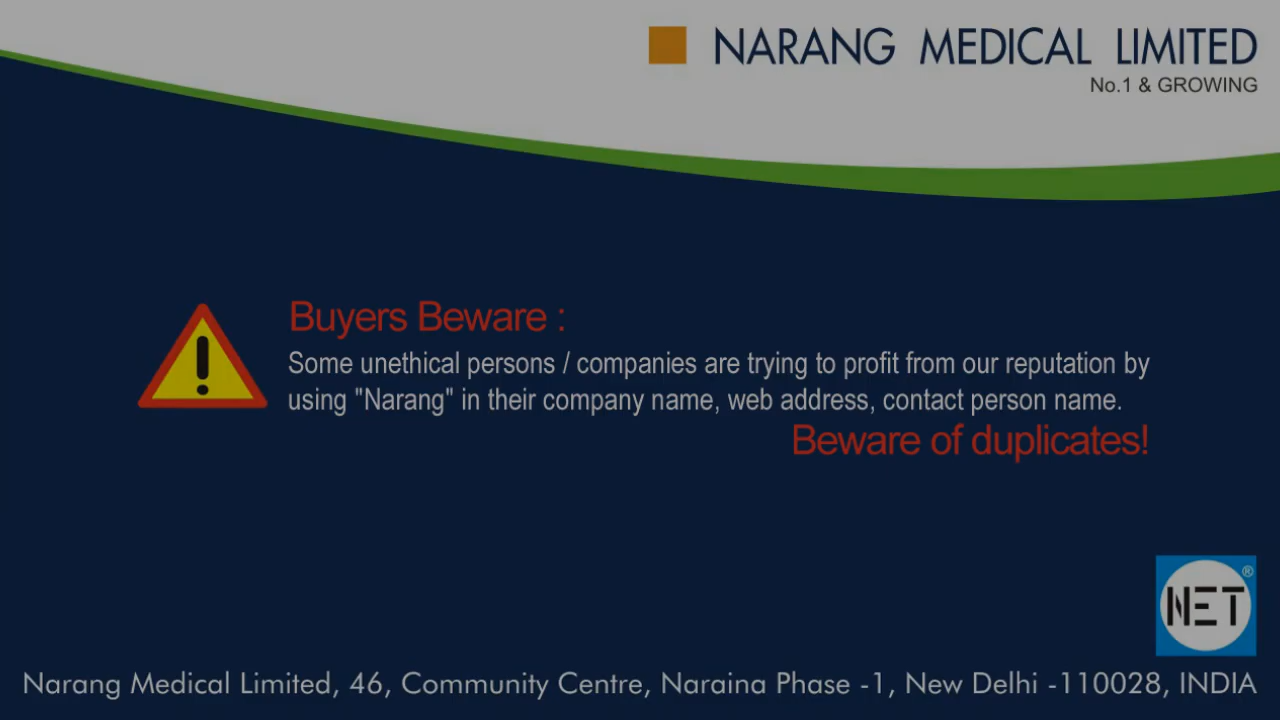 NARANG MEDICAL LIMITED
No.1 & GROWING
Buyers Beware :
Some unethical persons / companies are trying to profit from our reputation by
using "Narang" in their company name, web address, contact person name.
Beware of duplicates!
NET®
Narang Medical Limited, 46, Community Centre, Naraina Phase -1, New Delhi -110028, INDIA